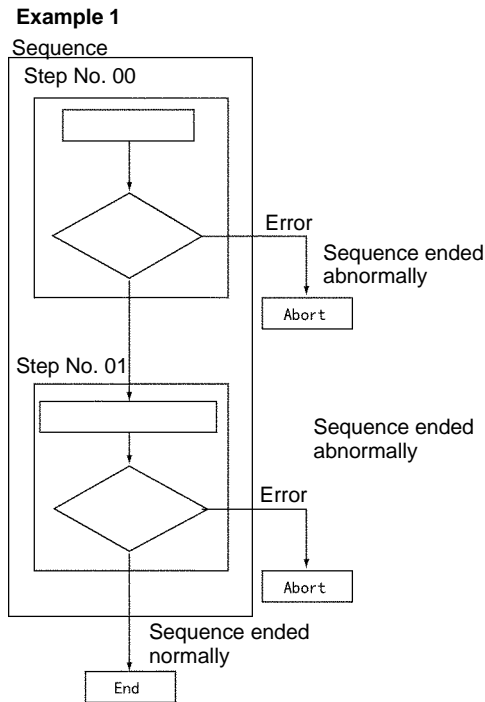 Example 1
Sequence
Step No. 00
Error
Sequence ended
abnormally
Abort
Step No. 01
Sequence ended
abnormally
Error
Abort
Sequence ended
normally
End